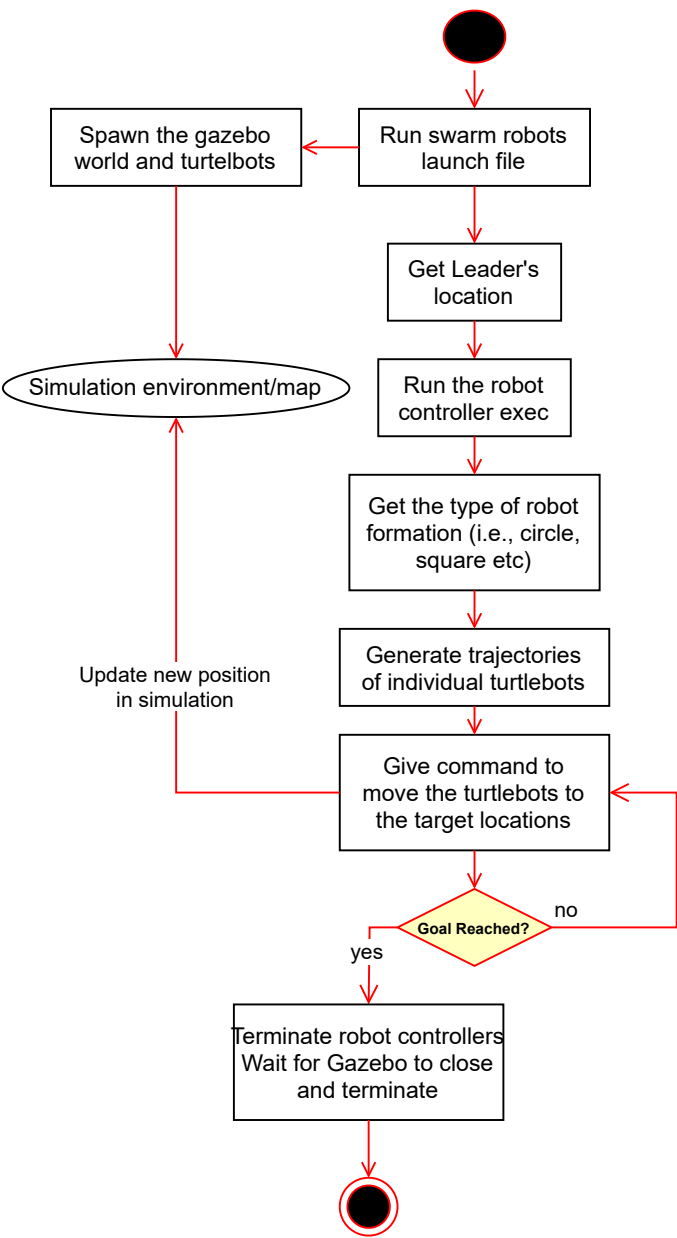 Spawn the gazebo
world and turtelbots
Run swarm robots
launch file
Get Leader's
location
Simulation environment/map
Run the robot
controller exec
Get the type of robot
formation (i.e., circle,
square etc)
Generate trajectories
of individual turtlebots
Update new position
in simulation
Give command to
move the turtlebots to
the target locations
Goal Reached?
no
yes
Terminate robot controllers
Wait for Gazebo to close
and terminate